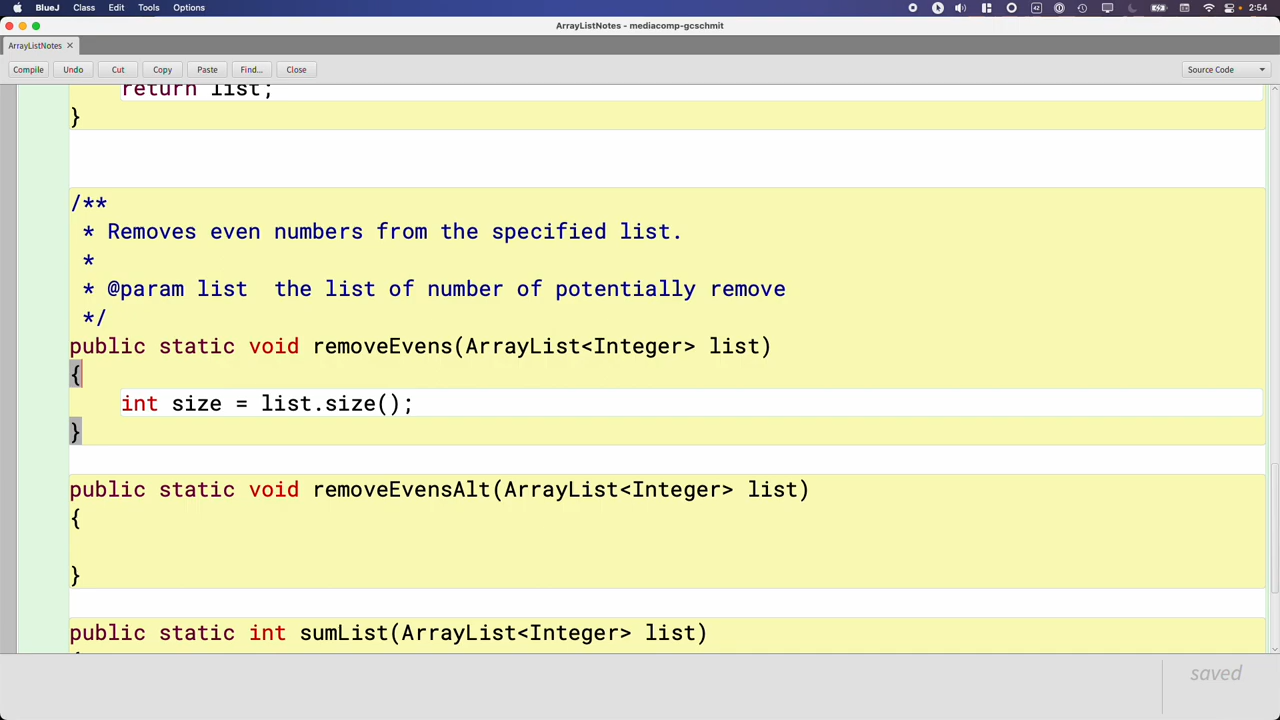 BlueJ Class Edit Tools Options 42 2:54
ArrayListNotes - mediacomp-gcschmit
ArrayListNotes ×
Compile Undo Cut Copy Paste Find... Close Source Code
return list;
}
/**
* Removes even numbers from the specified list.
*
* @param list the list of number of potentially remove
*/
public static void removeEvens(ArrayList<Integer> list)
{
int size = list.size();
}
public static void removeEvensAlt(ArrayList<Integer> list)
{
}
public static int sumList(ArrayList<Integer> list)
saved